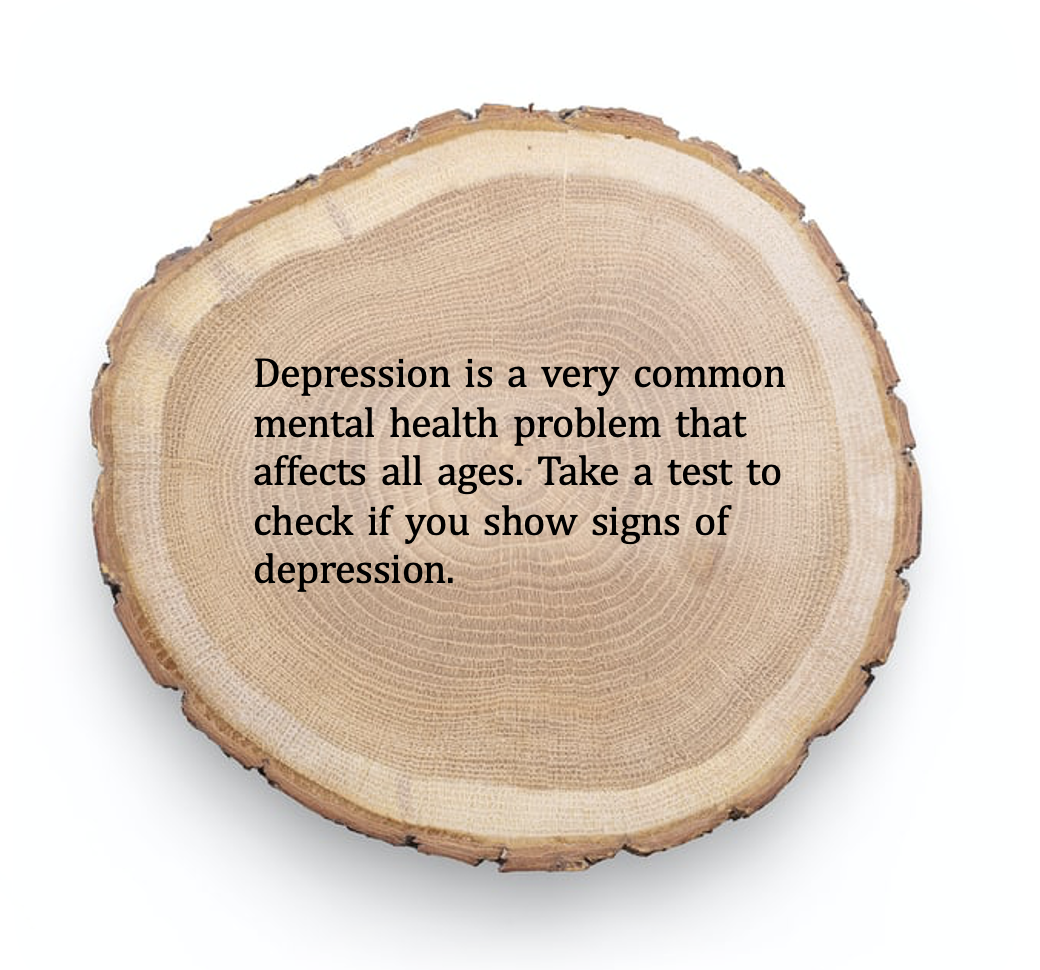 Depression is a very common
mental health problem that
affects all ages. Take a test to
check if you show signs of
depression.